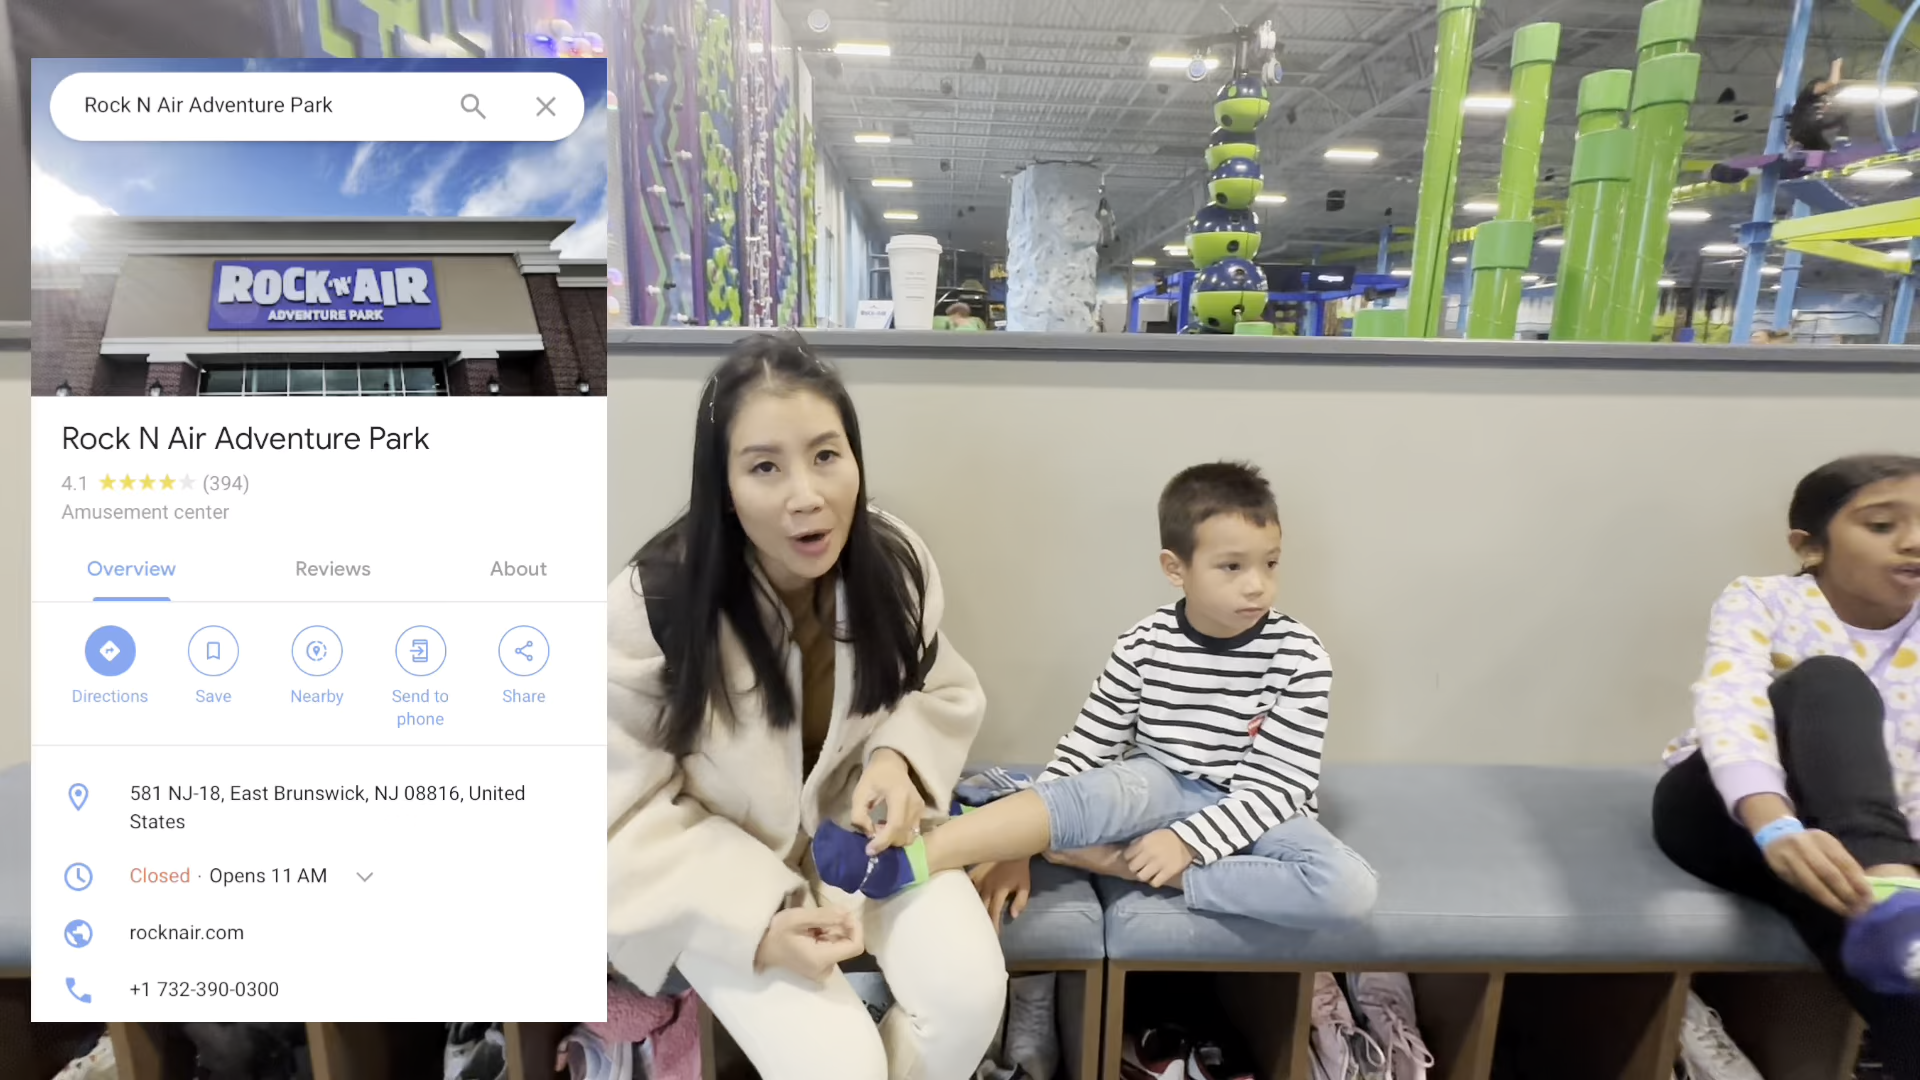 Rock N Air Adventure Park
ROCK 'N' AIR
ADVENTURE PARK
Rock N Air Adventure Park
4.1 ★★★★★ (394)
Amusement center
Overview Reviews About
Directions Save Nearby Send to phone Share
581 NJ-18, East Brunswick, NJ 08816, United
States
Closed · Opens 11 AM
rocknair.com
+1 732-390-0300